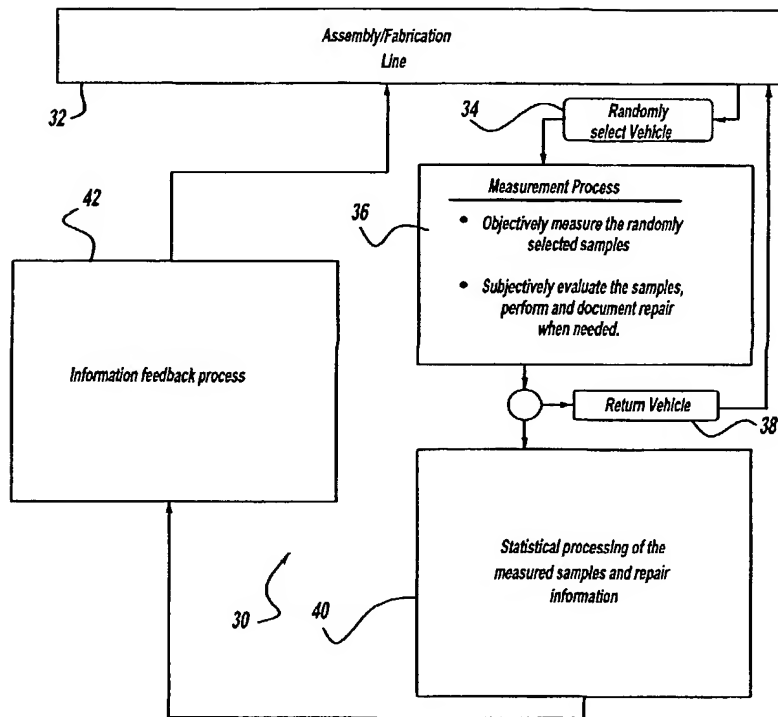 Assembly/Fabrication
Line
32
34
Randomly
select Vehicle
42
36
Measurement Process
• Objectively measure the randomly
selected samples
• Subjectively evaluate the samples,
perform and document repair
when needed.
Information feedback process
Return Vehicle
38
Statistical processing of the
measured samples and repair
information
30
40